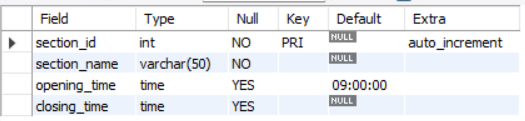 Field Type Null Key Default Extra
section_id int NO PRI NULL auto_increment
section_name varchar(50) NO NULL
opening_time time YES 09:00:00
closing_time time YES NULL